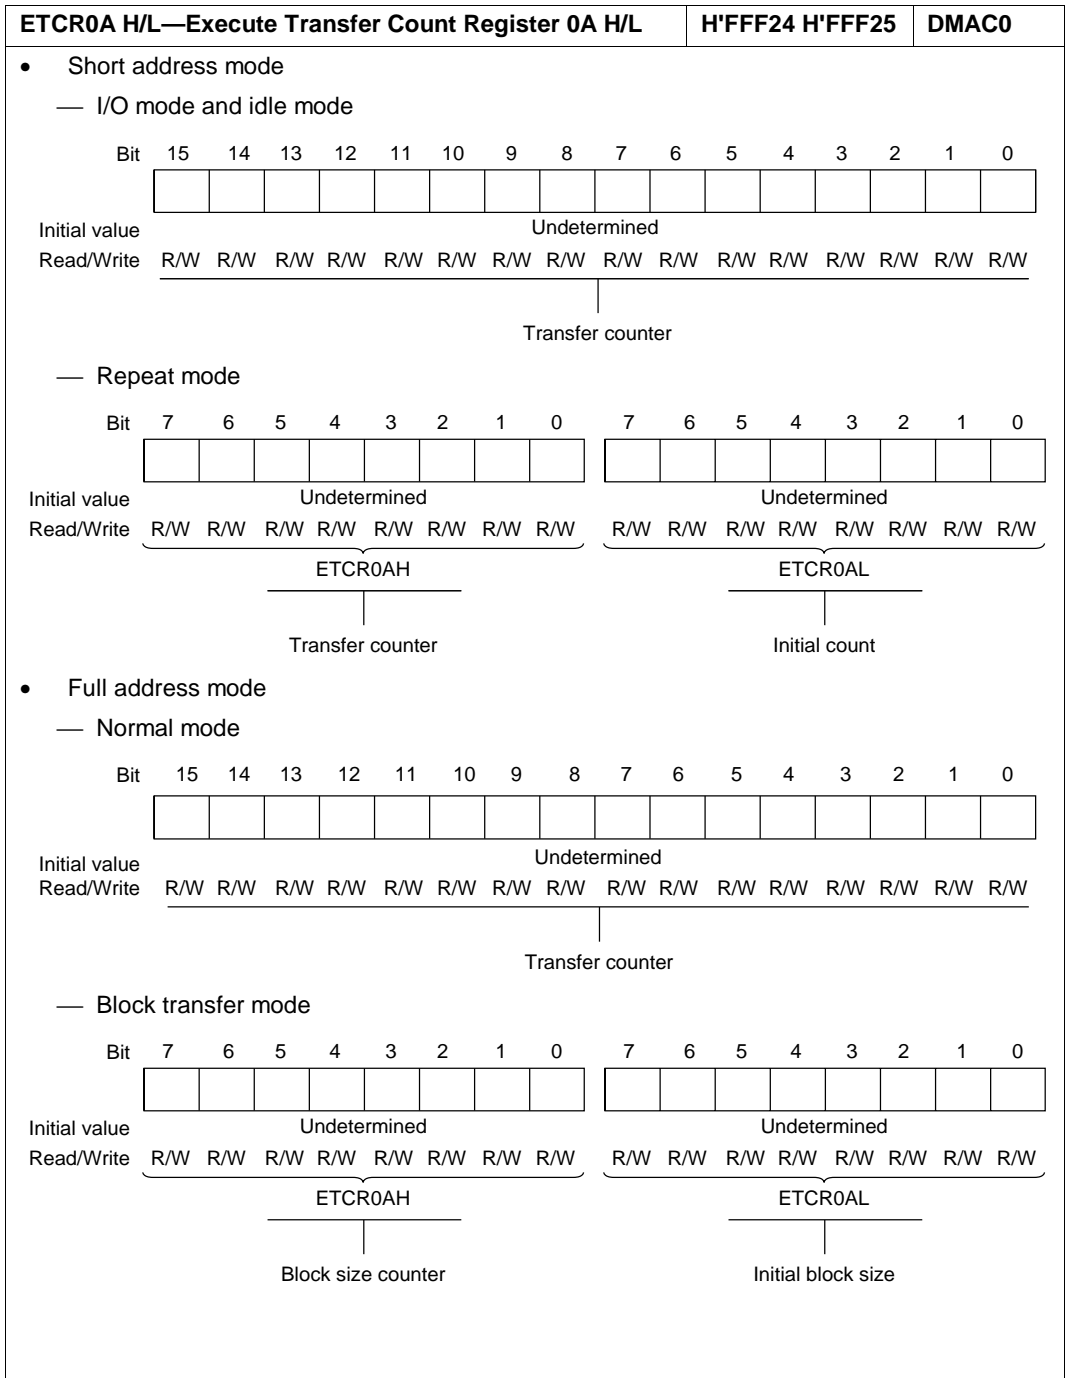 ETCR0A H/L—Execute Transfer Count Register 0A H/L H'FFF24 H'FFF25 DMAC0
• Short address mode
— I/O mode and idle mode
Bit 15 14 13 12 11 10 9 8 7 6 5 4 3 2 1 0
Initial value Undetermined
Read/Write R/W R/W R/W R/W R/W R/W R/W R/W R/W R/W R/W R/W R/W R/W R/W R/W
Transfer counter
— Repeat mode
Bit 7 6 5 4 3 2 1 0 7 6 5 4 3 2 1 0
Initial value Undetermined Undetermined
Read/Write R/W R/W R/W R/W R/W R/W R/W R/W R/W R/W R/W R/W R/W R/W R/W R/W
ETCR0AH ETCR0AL
Transfer counter Initial count
• Full address mode
— Normal mode
Bit 15 14 13 12 11 10 9 8 7 6 5 4 3 2 1 0
Initial value Undetermined
Read/Write R/W R/W R/W R/W R/W R/W R/W R/W R/W R/W R/W R/W R/W R/W R/W R/W
Transfer counter
— Block transfer mode
Bit 7 6 5 4 3 2 1 0 7 6 5 4 3 2 1 0
Initial value Undetermined Undetermined
Read/Write R/W R/W R/W R/W R/W R/W R/W R/W R/W R/W R/W R/W R/W R/W R/W R/W
ETCR0AH ETCR0AL
Block size counter Initial block size